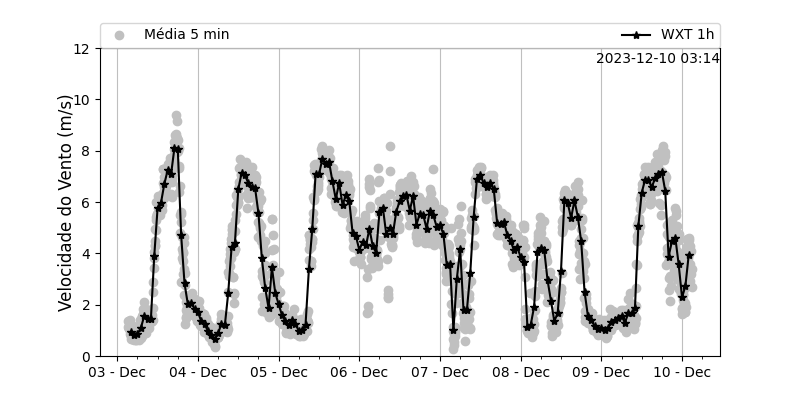 Média 5 min
WXT 1h
2023-12-10 03:14
Velocidade do Vento (m/s)
12
10
8
6
4
2
0
03 - Dec 04 - Dec 05 - Dec 06 - Dec 07 - Dec 08 - Dec 09 - Dec 10 - Dec